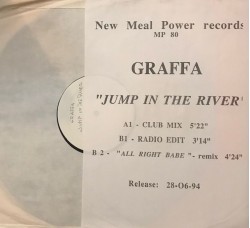 New Meal Power records
MP 80
GRAFFA
"JUMP IN THE RIVER"
A1 - CLUB MIX 5'22"
B1 - RADIO EDIT 3'14"
B 2 - "ALL RIGHT BABE" - remix 4'24"
Release: 28-O6-94